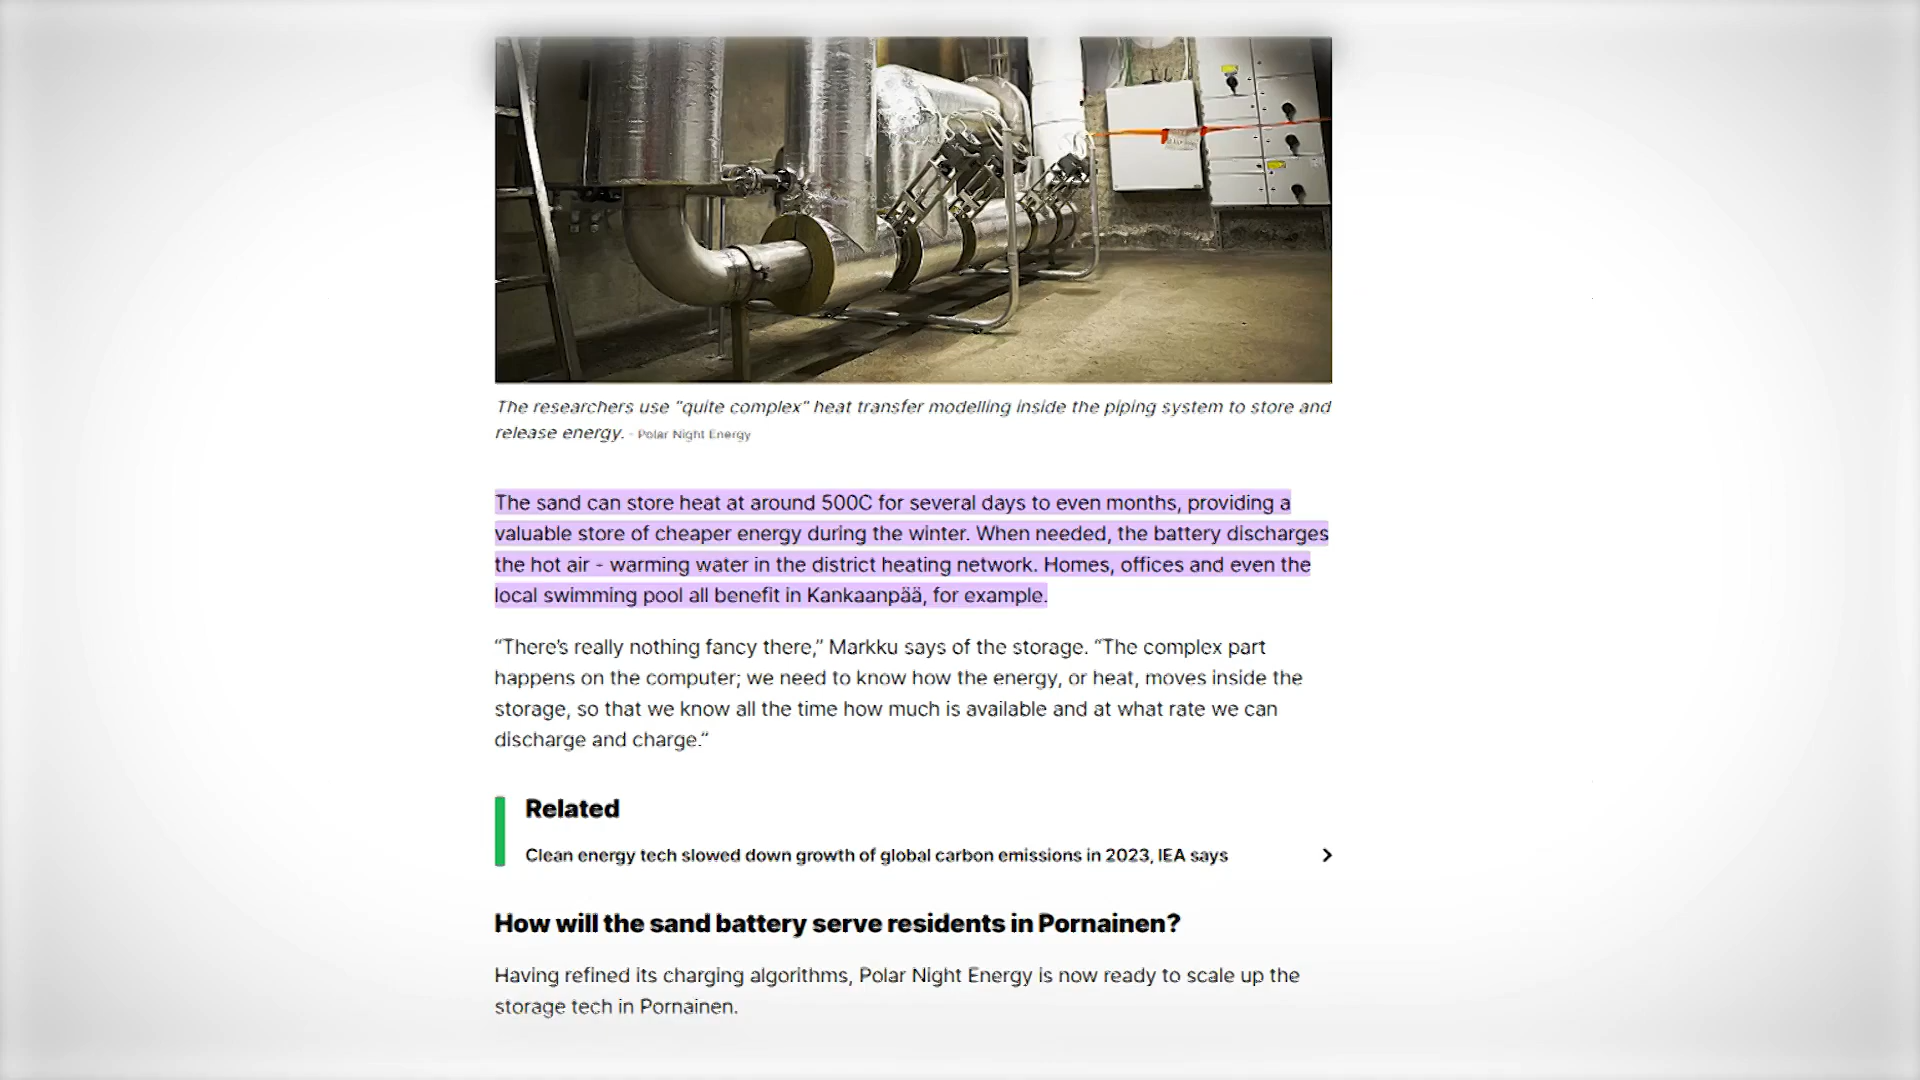 The researchers use "quite complex" heat transfer modelling inside the piping system to store and
release energy. - Polar Night Energy
The sand can store heat at around 500C for several days to even months, providing a
valuable store of cheaper energy during the winter. When needed, the battery discharges
the hot air - warming water in the district heating network. Homes, offices and even the
local swimming pool all benefit in Kankaanpää, for example.
“There’s really nothing fancy there,” Markku says of the storage. “The complex part
happens on the computer; we need to know how the energy, or heat, moves inside the
storage, so that we know all the time how much is available and at what rate we can
discharge and charge.”
Related
Clean energy tech slowed down growth of global carbon emissions in 2023, IEA says
How will the sand battery serve residents in Pornainen?
Having refined its charging algorithms, Polar Night Energy is now ready to scale up the
storage tech in Pornainen.